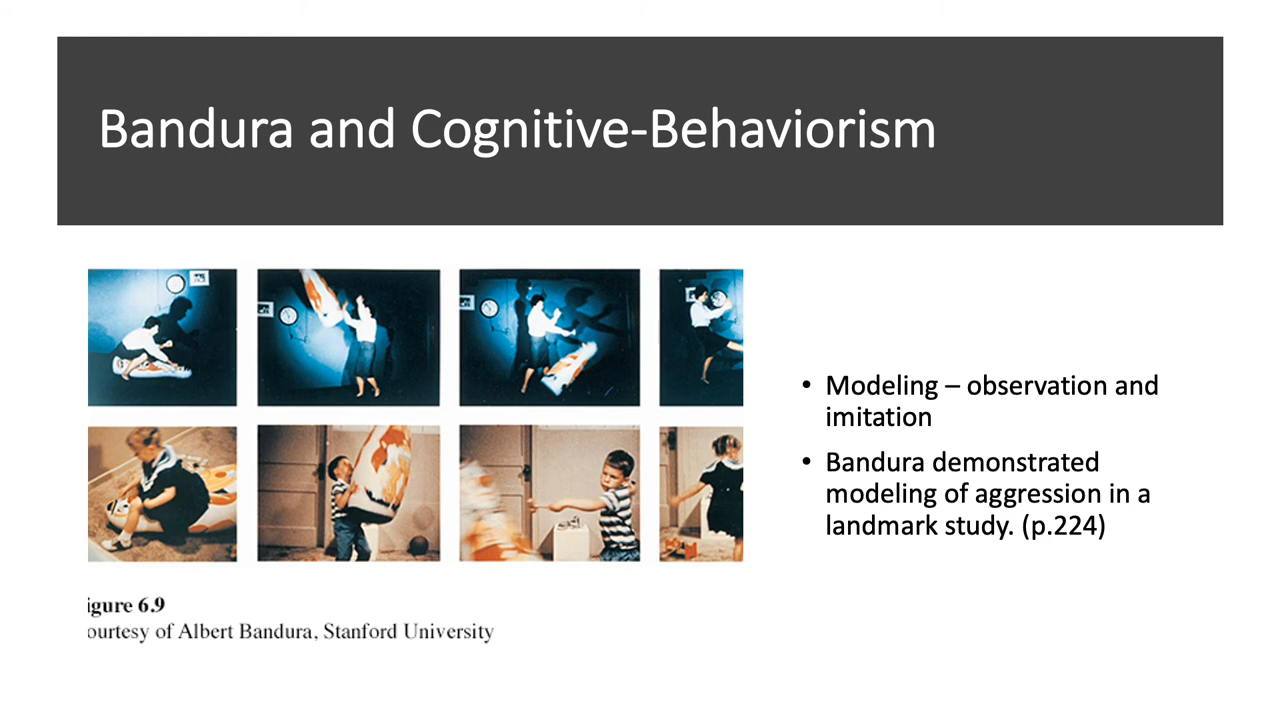 Bandura and Cognitive-Behaviorism
• Modeling – observation and
imitation
• Bandura demonstrated
modeling of aggression in a
landmark study. (p.224)
igure 6.9
ourtesy of Albert Bandura, Stanford University